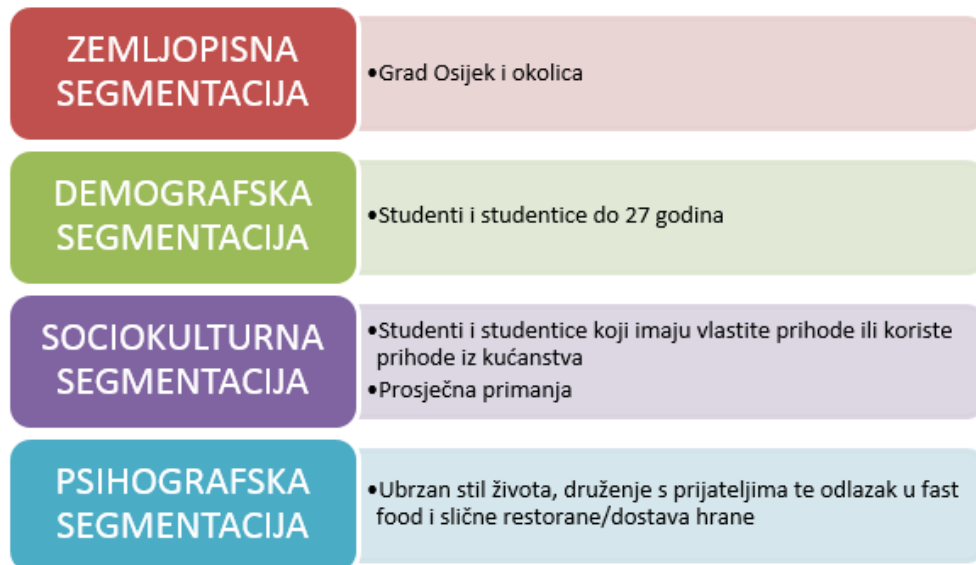 ZEMLJOPISNA
SEGMENTACIJA
•Grad Osijek i okolica
DEMOGRAFSKA
SEGMENTACIJA
•Studenti i studentice do 27 godina
SOCIOKULTURNA
SEGMENTACIJA
•Studenti i studentice koji imaju vlastite prihode ili koriste
prihode iz kućanstva
•Prosječna primanja
PSIHOGRAFSKA
SEGMENTACIJA
•Ubrzan stil života, druženje s prijateljima te odlazak u fast
food i slične restorane/dostava hrane